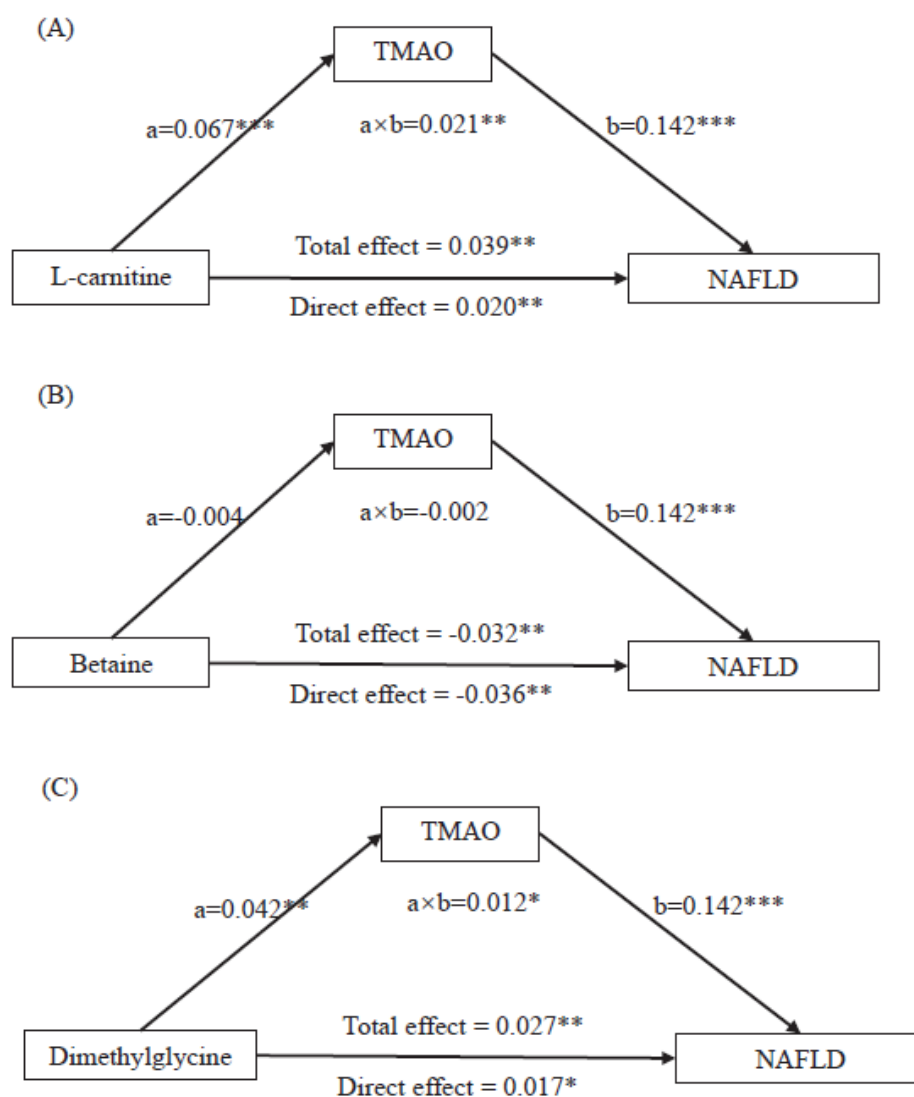 (A)
TMAO
a=0.067***
a×b=0.021**
b=0.142***
Total effect = 0.039**
L-carnitine
NAFLD
Direct effect = 0.020**
(B)
TMAO
a=-0.004
a×b=-0.002
b=0.142***
Total effect = -0.032**
Betaine
NAFLD
Direct effect = -0.036**
(C)
TMAO
a=0.042**
a×b=0.012*
b=0.142***
Total effect = 0.027**
Dimethylglycine
NAFLD
Direct effect = 0.017*